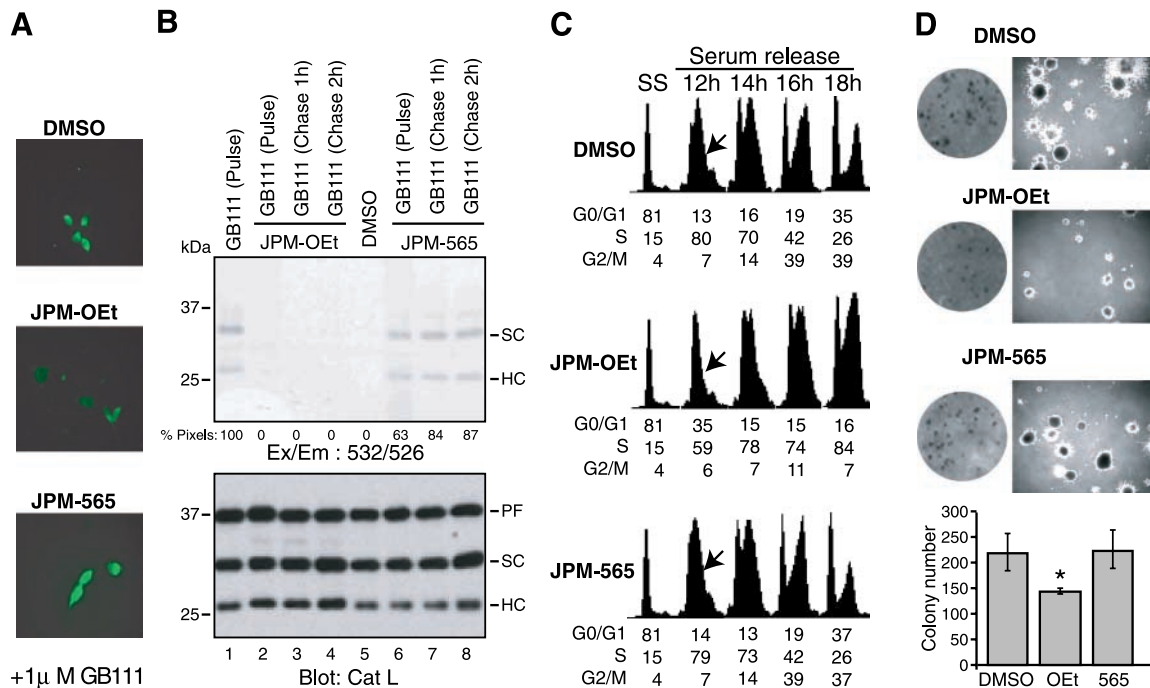 A
DMSO
JPM-OEt
JPM-565
+1μ M GB111
B
GB111 (Pulse)
GB111 (Pulse)
GB111 (Chase 1h)
GB111 (Chase 2h)
DMSO
GB111 (Pulse)
GB111 (Chase 1h)
GB111 (Chase 2h)
JPM-OEt
JPM-565
kDa
37
25
SC
HC
% Pixels: 100 0 0 0 0 63 84 87
Ex/Em : 532/526
37
25
PF
SC
HC
1 2 3 4 5 6 7 8
Blot: Cat L
C
Serum release
SS 12h 14h 16h 18h
DMSO
G0/G1 81 13 16 19 35
S 15 80 70 42 26
G2/M 4 7 14 39 39
JPM-OEt
G0/G1 81 35 15 15 16
S 15 59 78 74 84
G2/M 4 6 7 11 7
JPM-565
G0/G1 81 14 13 19 37
S 15 79 73 42 26
G2/M 4 7 14 39 37
D
DMSO
JPM-OEt
JPM-565
Colony number
300
250
200
150
100
50
0
*
DMSO OEt 565